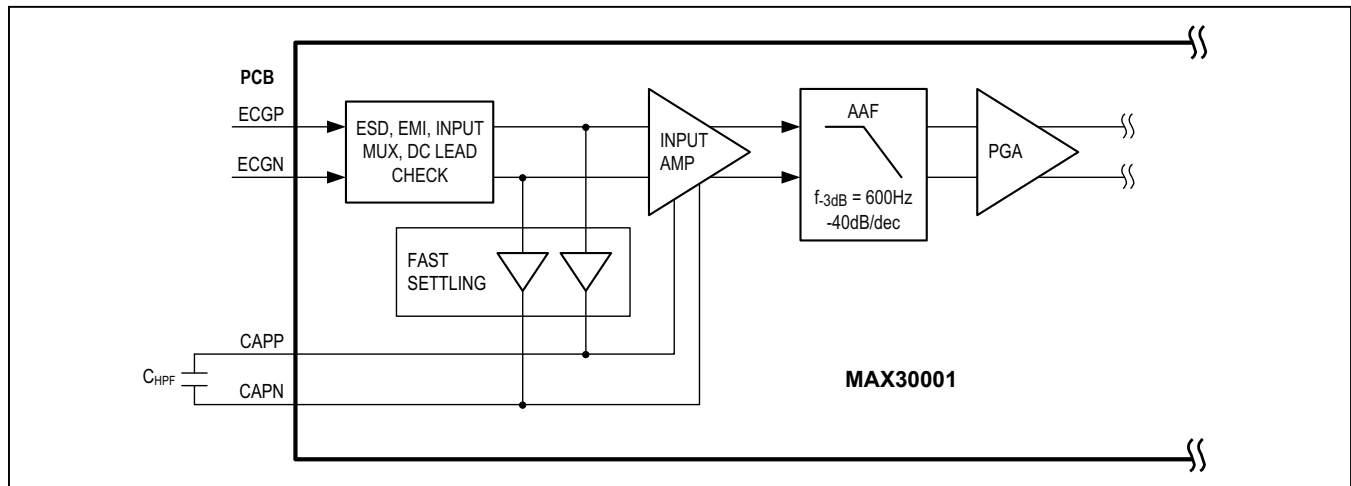 PCB
ECGP
ECGN
ESD, EMI, INPUT
MUX, DC LEAD
CHECK
INPUT
AMP
AAF
f-3dB = 600Hz
-40dB/dec
PGA
FAST
SETTLING
CAPP
CHPF
CAPN
MAX30001